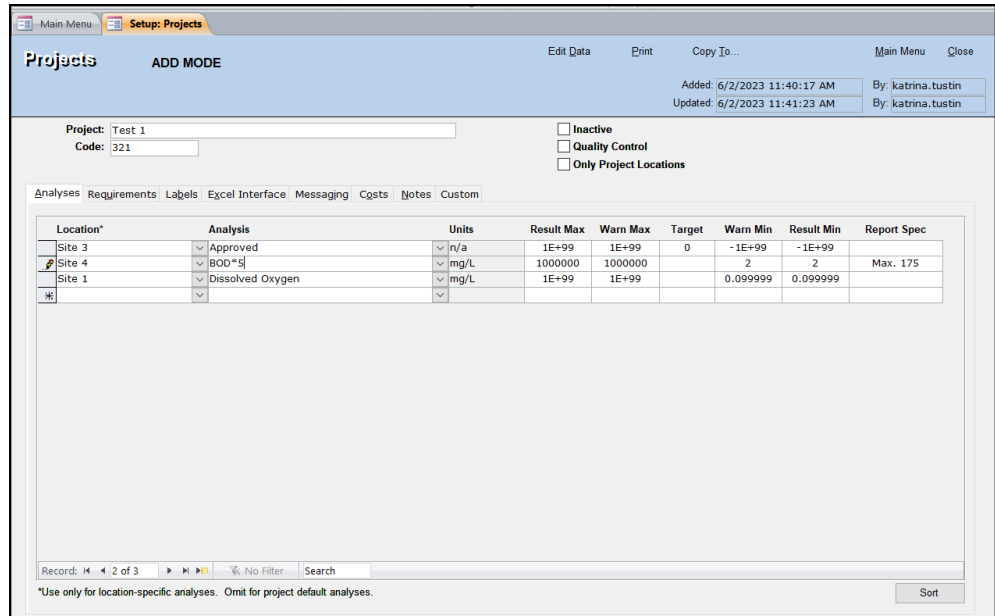 Main Menu Setup: Projects
Projects ADD MODE Edit Data Print Copy To... Main Menu Close
Added: 6/2/2023 11:40:17 AM By: katrina.tustin
Updated: 6/2/2023 11:41:23 AM By: katrina.tustin
Project: Test 1 Inactive
Code: 321 Quality Control
Only Project Locations
Analyses Requirements Labels Excel Interface Messaging Costs Notes Custom
Location* Analysis Units Result Max Warn Max Target Warn Min Result Min Report Spec
Site 3 Approved n/a 1E+99 1E+99 0 -1E+99 -1E+99
Site 4 BOD*5 mg/L 1000000 1000000 2 2 Max. 175
Site 1 Dissolved Oxygen mg/L 1E+99 1E+99 0.099999 0.099999
Record: 2 of 3 No Filter Search
*Use only for location-specific analyses. Omit for project default analyses. Sort